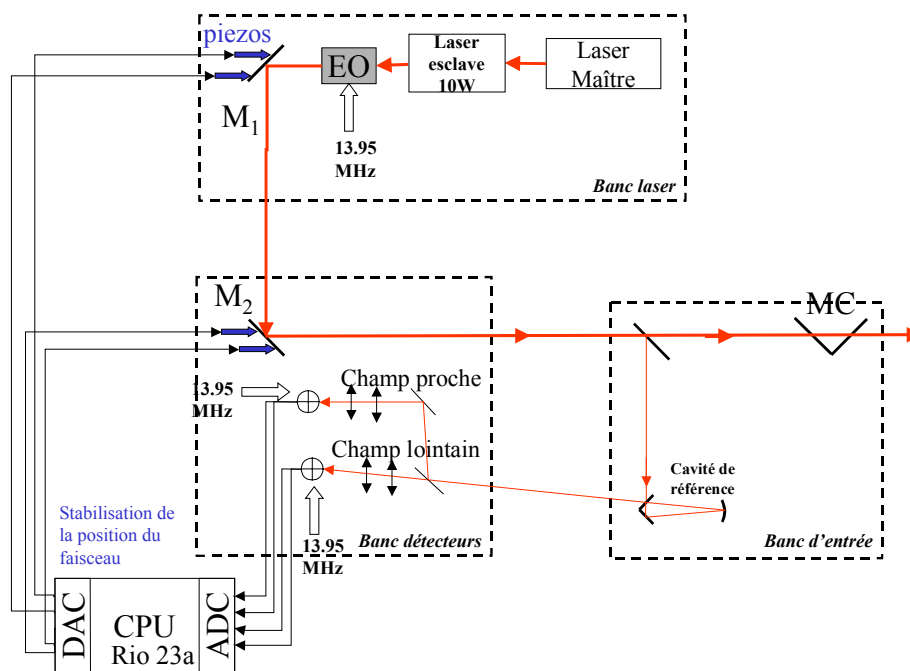 piezos
EO
Laser
esclave
10W
Laser
Maître
M1
13.95
MHz
Banc laser
M2
MC
13.95
MHz
Champ proche
Champ lointain
Cavité de
référence
Stabilisation de
la position du
faisceau
13.95
MHz
Banc détecteurs
Banc d'entrée
DAC
CPU
Rio 23a
ADC